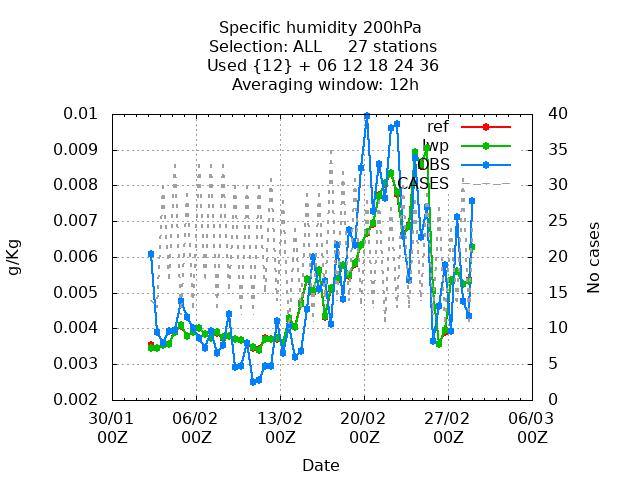 Specific humidity 200hPa
Selection: ALL 27 stations
Used {12} + 06 12 18 24 36
Averaging window: 12h
0.01
0.009
0.008
0.007
0.006
0.005
0.004
0.003
0.002
g/Kg
40
35
30
25
20
15
10
5
0
No cases
ref
lwp
OBS
CASES
30/01 06/02 13/02 20/02 27/02 06/03
00Z 00Z 00Z 00Z 00Z 00Z
Date